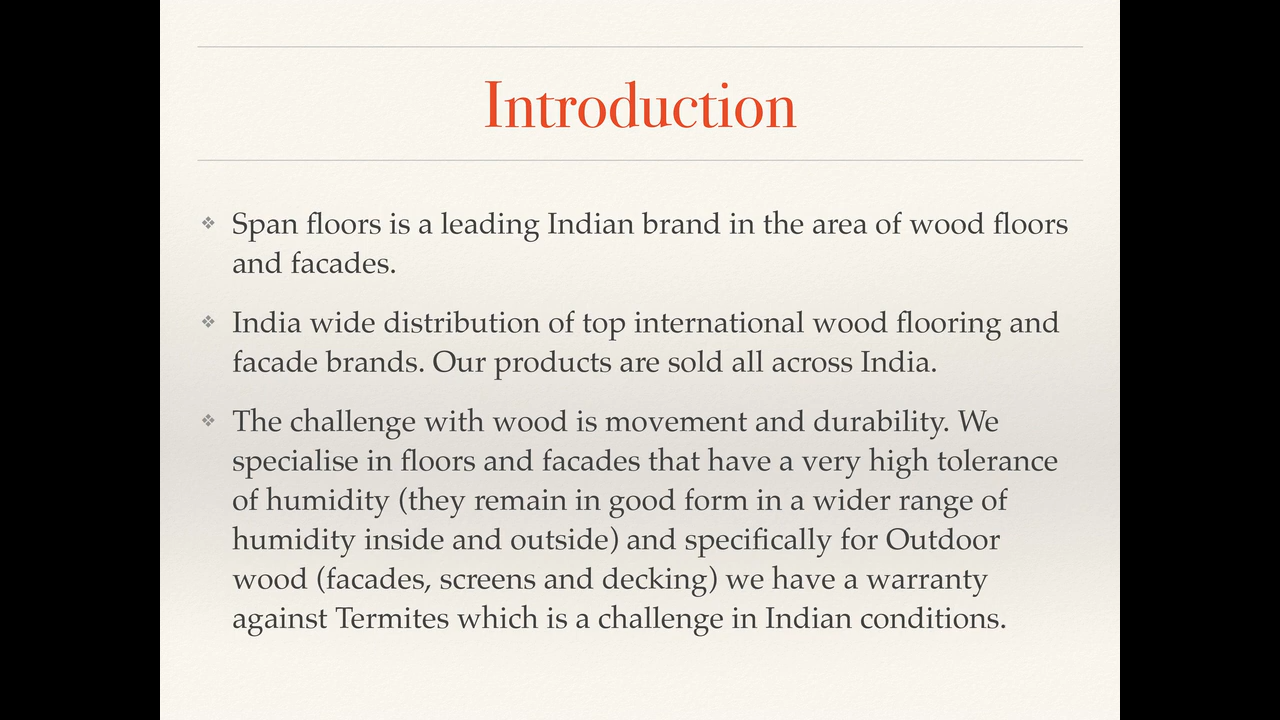 Introduction
Span floors is a leading Indian brand in the area of wood floors
and facades.
India wide distribution of top international wood flooring and
facade brands. Our products are sold all across India.
The challenge with wood is movement and durability. We
specialise in floors and facades that have a very high tolerance
of humidity (they remain in good form in a wider range of
humidity inside and outside) and specifically for Outdoor
wood (facades, screens and decking) we have a warranty
against Termites which is a challenge in Indian conditions.